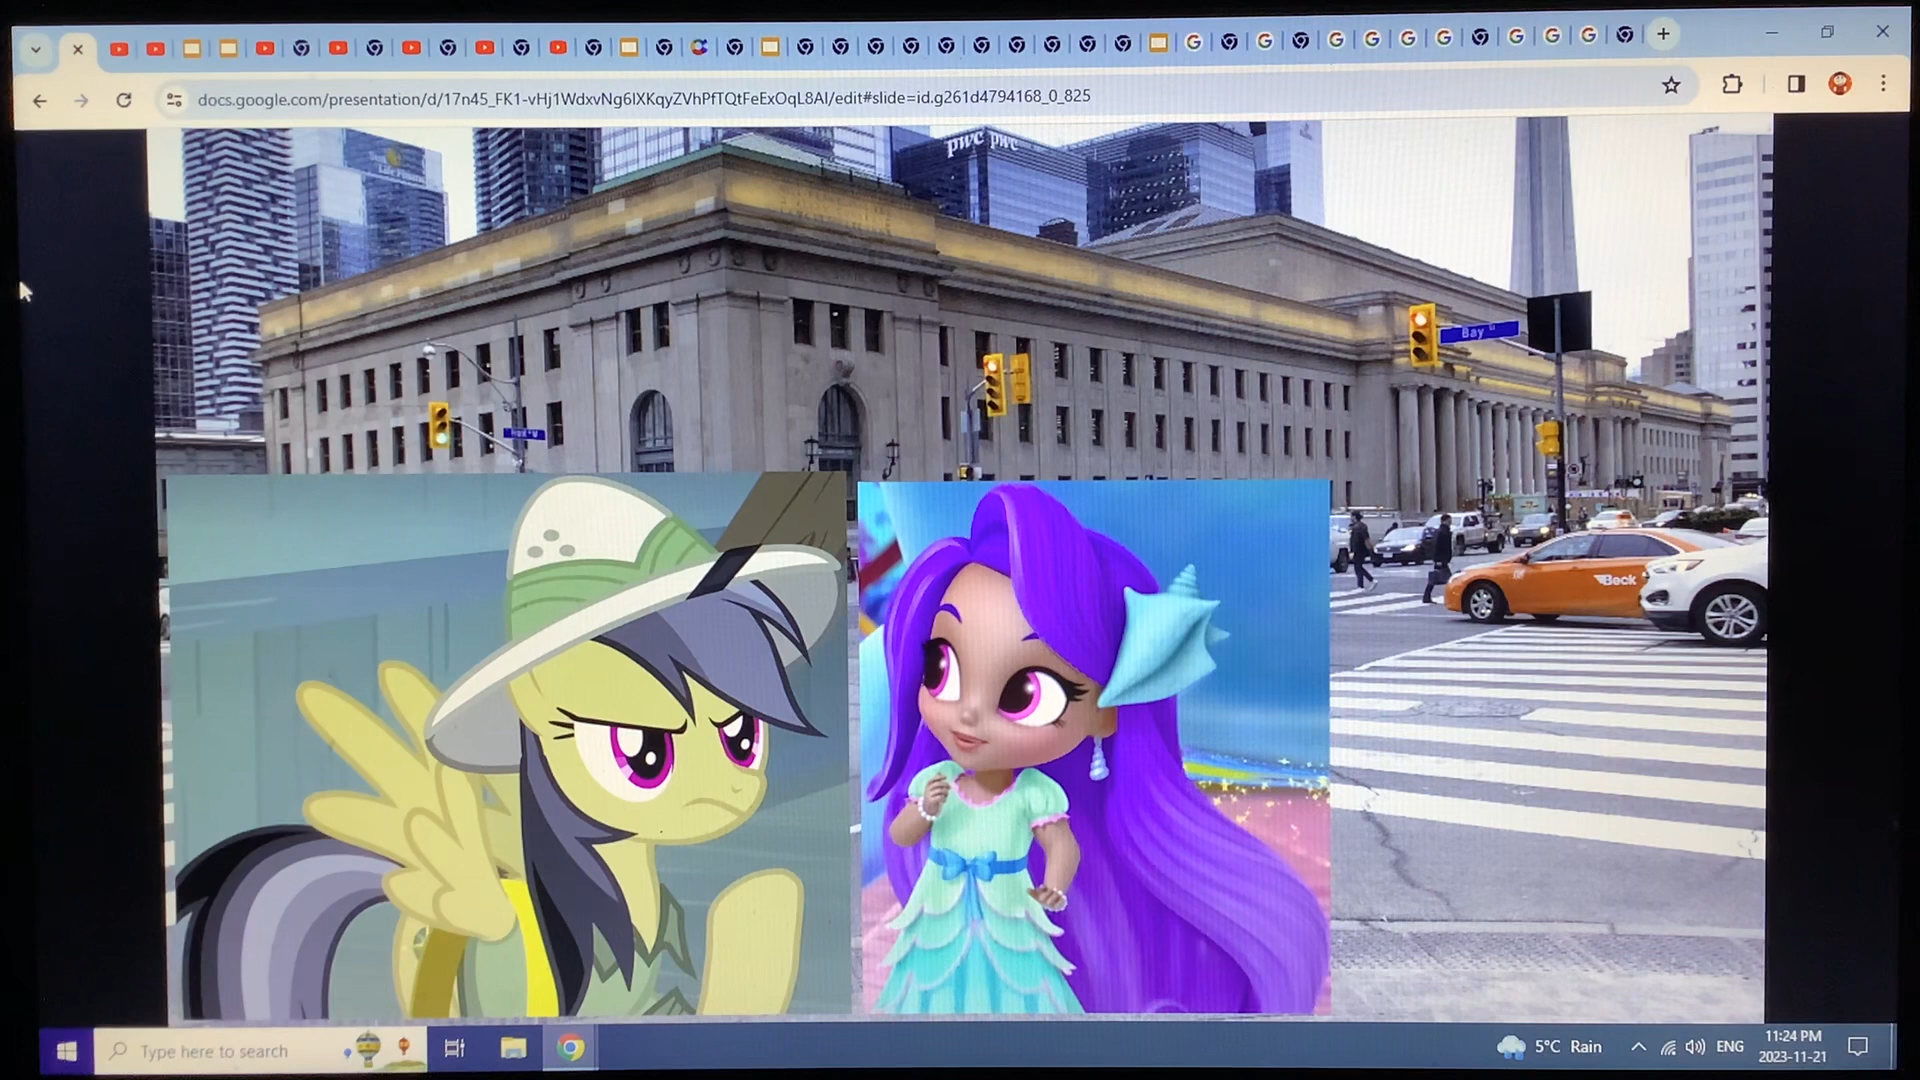 docs.google.com/presentation/d/17n45_FK1-vHj1WdxvNg6IXKqyZVhPfTQtFeExOqL8AI/edit#slide=id.g261d4794168_0_825
pwc pwc
Bay
Beck
Type here to search
5°C Rain
ENG
11:24 PM
2023-11-21